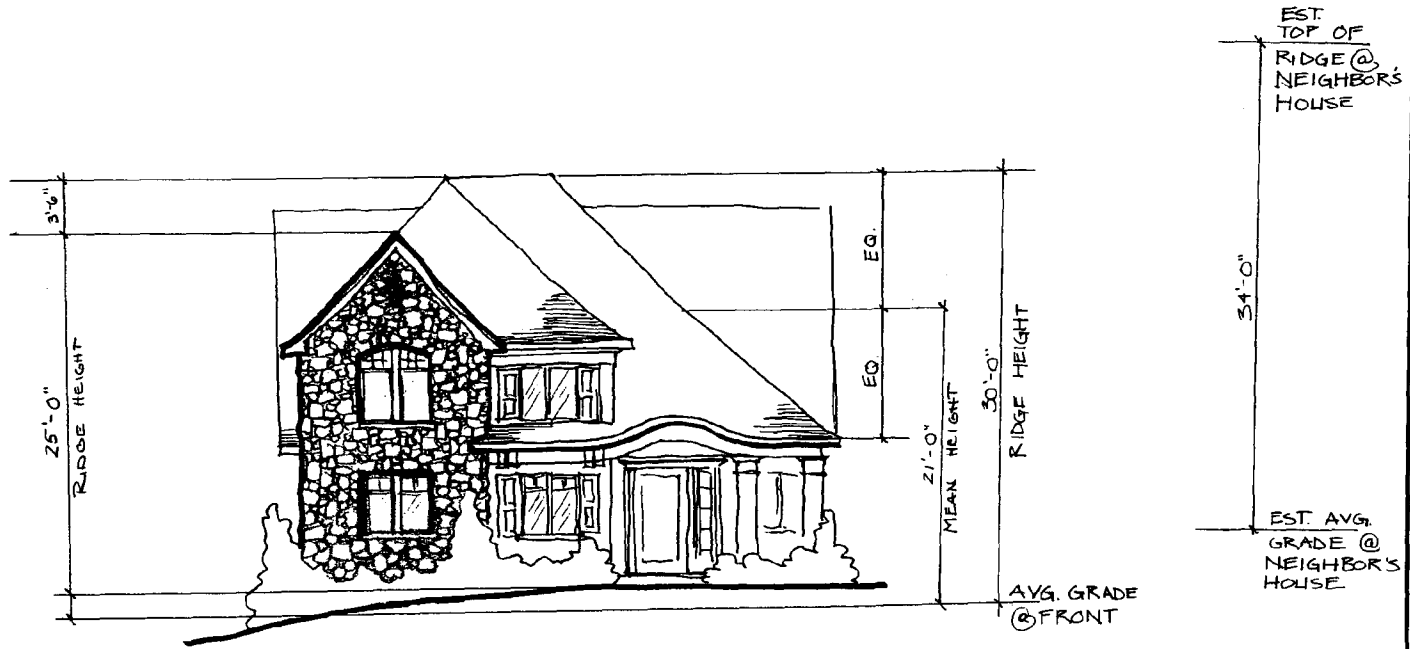 EST.
TOP OF
RIDGE @
NEIGHBOR'S
HOUSE
3'-6"
25'-0"
RIDGE HEIGHT
EQ.
EQ.
21'-0"
MEAN HEIGHT
30'-0"
RIDGE HEIGHT
34'-0"
AVG. GRADE
@ FRONT
EST. AVG.
GRADE @
NEIGHBOR'S
HOUSE